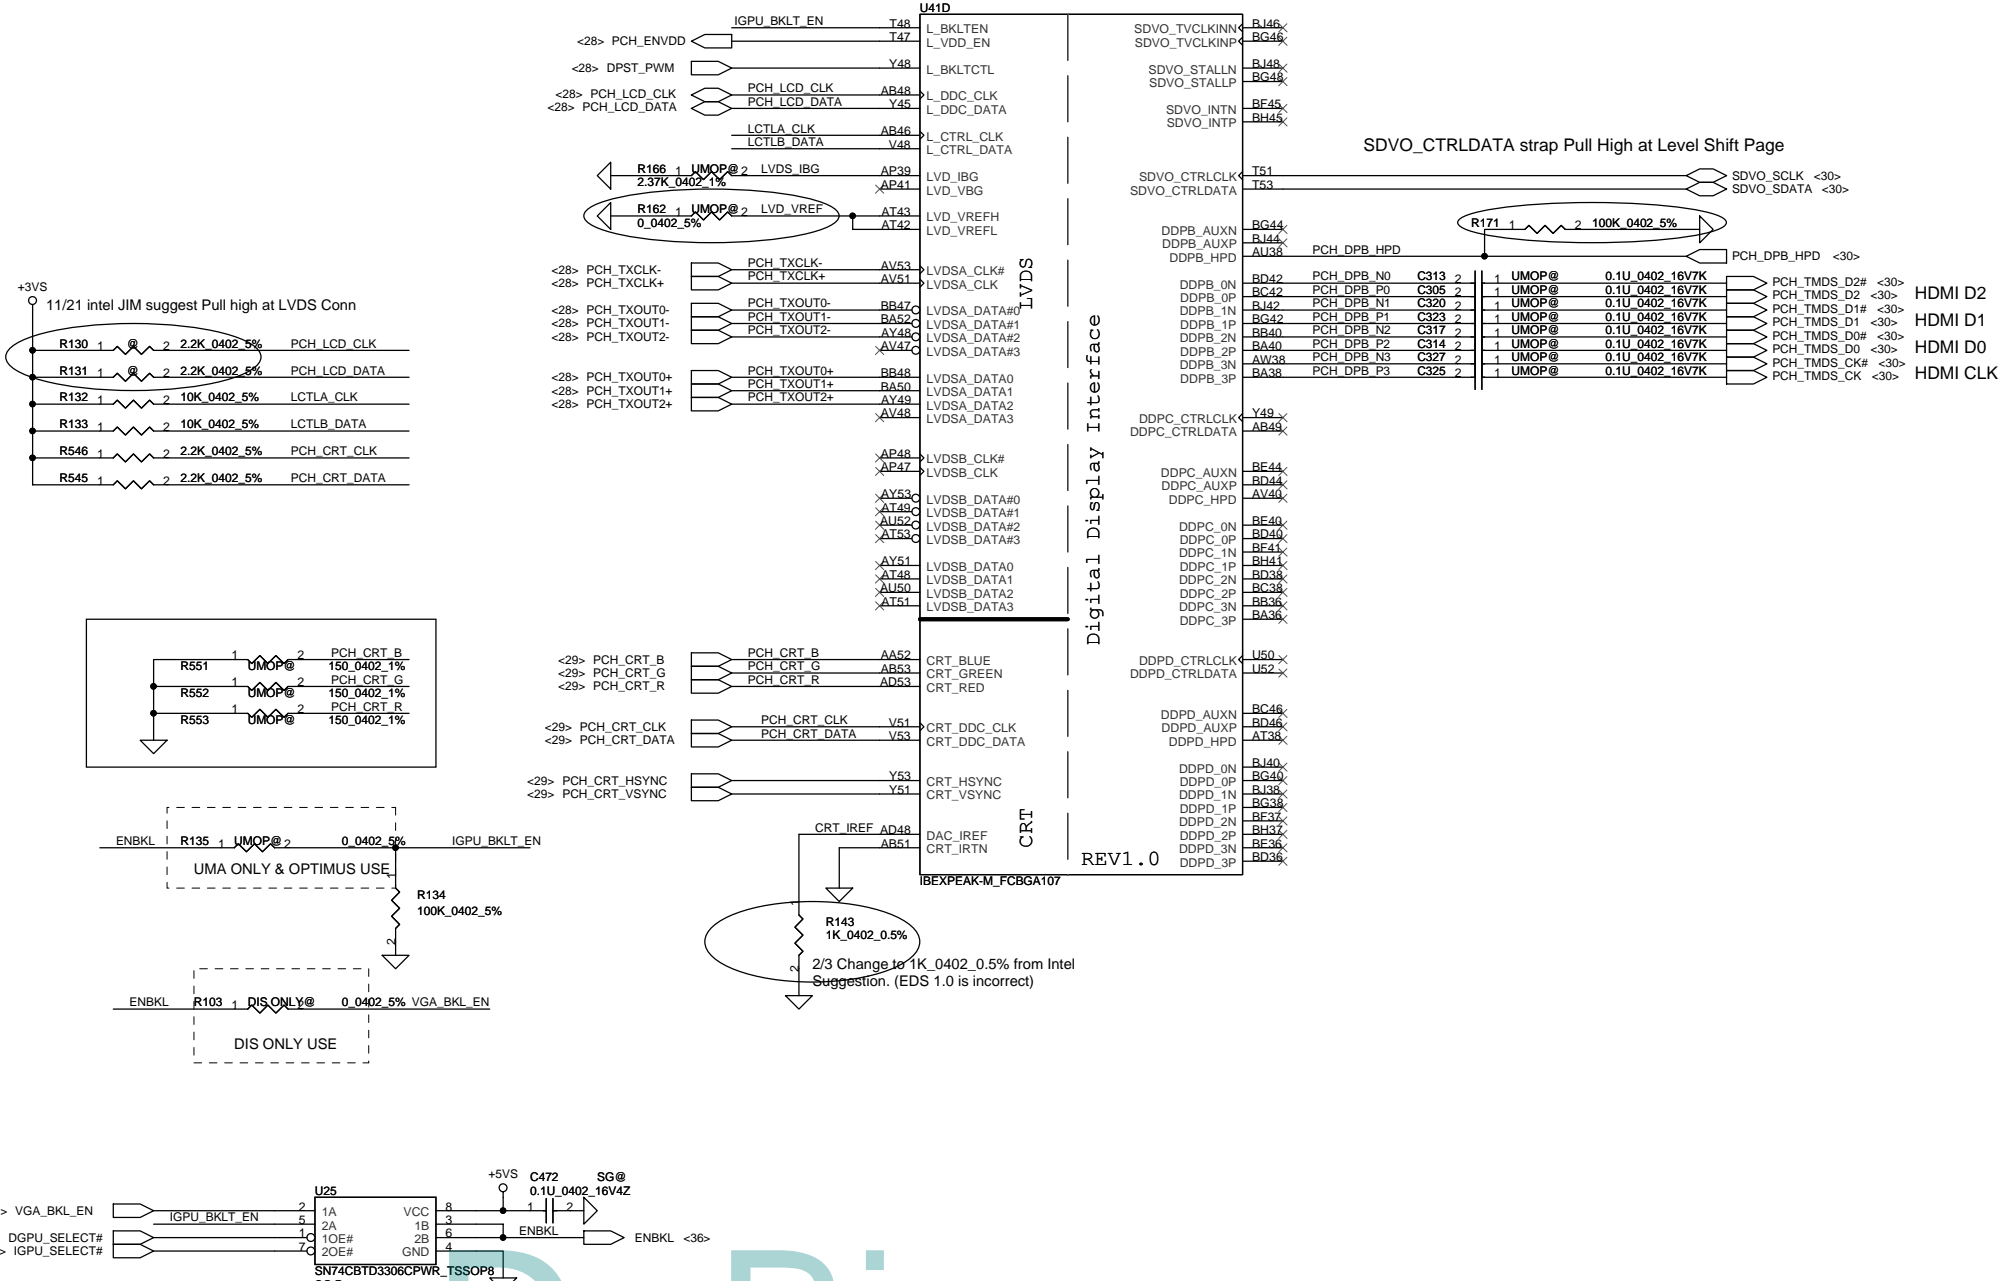 U41D
IGPU_BKLT_EN T48 L_BKLTEN
<28> PCH_ENVDD T47 L_VDD_EN
<28> DPST_PWM Y48 L_BKLTCTL
<28> PCH_LCD_CLK PCH_LCD_CLK AB48 L_DDC_CLK
<28> PCH_LCD_DATA PCH_LCD_DATA Y45 L_DDC_DATA
LCTLA_CLK AB46 L_CTRL_CLK
LCTLB_DATA V48 L_CTRL_DATA
R166 1 UMOP@ 2 LVDS_IBG AP39 LVD_IBG
2.37K_0402_1% AP41 LVD_VBG
R162 1 UMOP@ 2 LVD_VREF AT43 LVD_VREFH
0_0402_5% AT42 LVD_VREFL
<28> PCH_TXCLK- PCH_TXCLK- AV53 LVDSA_CLK#
<28> PCH_TXCLK+ PCH_TXCLK+ AV51 LVDSA_CLK
<28> PCH_TXOUT0- PCH_TXOUT0- BB47 LVDSA_DATA#0
<28> PCH_TXOUT1- PCH_TXOUT1- BA52 LVDSA_DATA#1
<28> PCH_TXOUT2- PCH_TXOUT2- AY48 LVDSA_DATA#2
AV47 LVDSA_DATA#3
<28> PCH_TXOUT0+ PCH_TXOUT0+ BB48 LVDSA_DATA0
<28> PCH_TXOUT1+ PCH_TXOUT1+ BA50 LVDSA_DATA1
<28> PCH_TXOUT2+ PCH_TXOUT2+ AY49 LVDSA_DATA2
AV48 LVDSA_DATA3
AP48 LVDSB_CLK#
AP47 LVDSB_CLK
AY53 LVDSB_DATA#0
AT49 LVDSB_DATA#1
AU52 LVDSB_DATA#2
AT53 LVDSB_DATA#3
AY51 LVDSB_DATA0
AT48 LVDSB_DATA1
AU50 LVDSB_DATA2
AT51 LVDSB_DATA3
<29> PCH_CRT_B PCH_CRT_B AA52 CRT_BLUE
<29> PCH_CRT_G PCH_CRT_G AB53 CRT_GREEN
<29> PCH_CRT_R PCH_CRT_R AD53 CRT_RED
<29> PCH_CRT_CLK PCH_CRT_CLK V51 CRT_DDC_CLK
<29> PCH_CRT_DATA PCH_CRT_DATA V53 CRT_DDC_DATA
<29> PCH_CRT_HSYNC Y53 CRT_HSYNC
<29> PCH_CRT_VSYNC Y51 CRT_VSYNC
CRT_IREF AD48 DAC_IREF
AB51 CRT_IRTN
LVDS
CRT
Digital Display Interface
REV1.0
IBEXPEAK-M_FCBGA107
1
R143
1K_0402_0.5%
2
2/3 Change to 1K_0402_0.5% from Intel
Suggestion. (EDS 1.0 is incorrect)
SDVO_TVCLKINN BJ46
SDVO_TVCLKINP BG46
SDVO_STALLN BJ48
SDVO_STALLP BG48
SDVO_INTN BF45
SDVO_INTP BH45
SDVO_CTRLDATA strap Pull High at Level Shift Page
SDVO_CTRLCLK T51 SDVO_SCLK <30>
SDVO_CTRLDATA T53 SDVO_SDATA <30>
R171 1 2 100K_0402_5%
DDPB_AUXN BG44
DDPB_AUXP BJ44
DDPB_HPD AU38 PCH_DPB_HPD PCH_DPB_HPD <30>
DDPB_0N BD42 PCH_DPB_N0 C313 2 1 UMOP@ 0.1U_0402_16V7K PCH_TMDS_D2# <30>
DDPB_0P BC42 PCH_DPB_P0 C305 2 1 UMOP@ 0.1U_0402_16V7K PCH_TMDS_D2 <30> HDMI D2
DDPB_1N BJ42 PCH_DPB_N1 C320 2 1 UMOP@ 0.1U_0402_16V7K PCH_TMDS_D1# <30>
DDPB_1P BG42 PCH_DPB_P1 C323 2 1 UMOP@ 0.1U_0402_16V7K PCH_TMDS_D1 <30> HDMI D1
DDPB_2N BB40 PCH_DPB_N2 C317 2 1 UMOP@ 0.1U_0402_16V7K PCH_TMDS_D0# <30>
DDPB_2P BA40 PCH_DPB_P2 C314 2 1 UMOP@ 0.1U_0402_16V7K PCH_TMDS_D0 <30> HDMI D0
DDPB_3N AW38 PCH_DPB_N3 C327 2 1 UMOP@ 0.1U_0402_16V7K PCH_TMDS_CK# <30>
DDPB_3P BA38 PCH_DPB_P3 C325 2 1 UMOP@ 0.1U_0402_16V7K PCH_TMDS_CK <30> HDMI CLK
DDPC_CTRLCLK Y49
DDPC_CTRLDATA AB49
DDPC_AUXN BE44
DDPC_AUXP BD44
DDPC_HPD AV40
DDPC_0N BE40
DDPC_0P BD40
DDPC_1N BF41
DDPC_1P BH41
DDPC_2N BD38
DDPC_2P BC38
DDPC_3N BB36
DDPC_3P BA36
DDPD_CTRLCLK U50
DDPD_CTRLDATA U52
DDPD_AUXN BC46
DDPD_AUXP BD46
DDPD_HPD AT38
DDPD_0N BJ40
DDPD_0P BG40
DDPD_1N BJ38
DDPD_1P BG38
DDPD_2N BF37
DDPD_2P BH37
DDPD_3N BE36
DDPD_3P BD36
+3VS
11/21 intel JIM suggest Pull high at LVDS Conn
R130 1 @ 2 2.2K_0402_5% PCH_LCD_CLK
R131 1 @ 2 2.2K_0402_5% PCH_LCD_DATA
R132 1 2 10K_0402_5% LCTLA_CLK
R133 1 2 10K_0402_5% LCTLB_DATA
R546 1 2 2.2K_0402_5% PCH_CRT_CLK
R545 1 2 2.2K_0402_5% PCH_CRT_DATA
1 2 PCH_CRT_B
R551 UMOP@ 150_0402_1%
1 2 PCH_CRT_G
R552 UMOP@ 150_0402_1%
1 2 PCH_CRT_R
R553 UMOP@ 150_0402_1%
ENBKL R135 1 UMOP@ 2 0_0402_5% IGPU_BKLT_EN
UMA ONLY & OPTIMUS USE
1
R134
100K_0402_5%
2
ENBKL R103 1 DIS ONLY@ 2 0_0402_5% VGA_BKL_EN
DIS ONLY USE
+5VS C472 SG@
0.1U_0402_16V4Z
1 2
U25
> VGA_BKL_EN 2 1A VCC 8
IGPU_BKLT_EN 5 2A 1B 3
DGPU_SELECT# 1 1OE# 2B 6 ENBKL ENBKL <36>
> IGPU_SELECT# 7 2OE# GND 4
SN74CBTD3306CPWR_TSSOP8